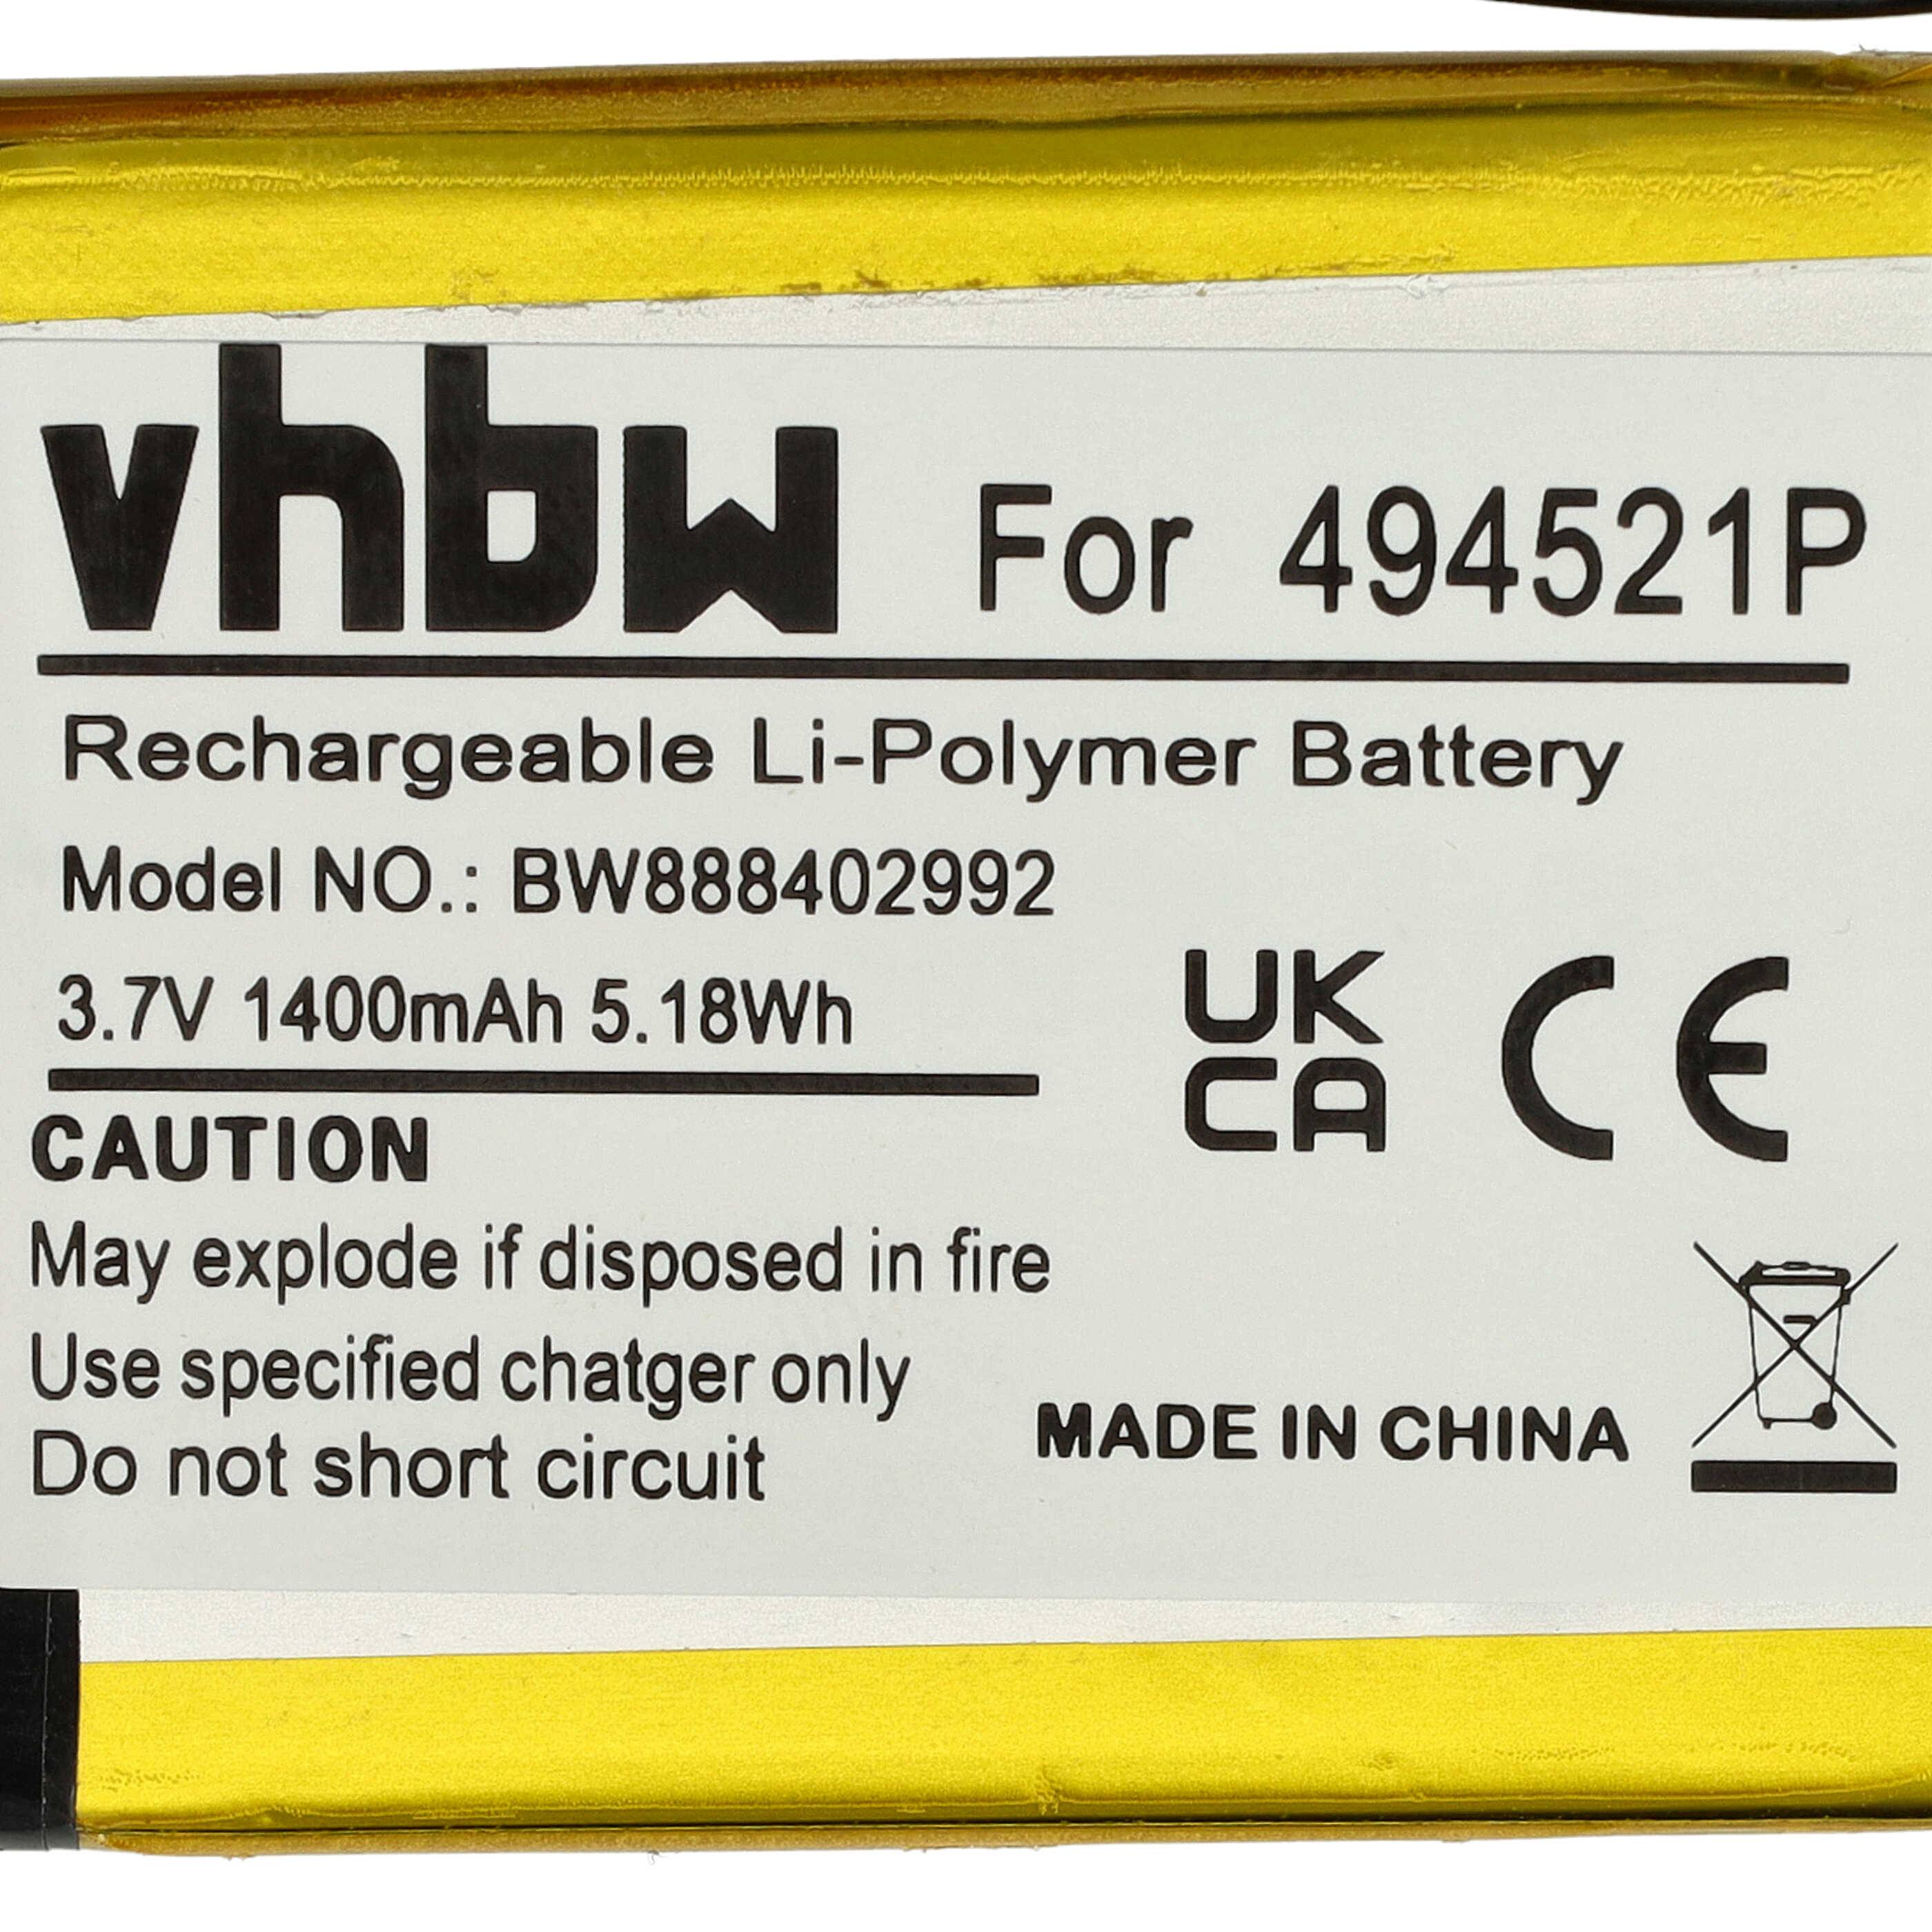 vhbw For 494521P
Rechargeable Li-Polymer Battery
Model NO.: BW888402992
3.7V 1400mAh 5.18Wh
UK
CA
CE
CAUTION
May explode if disposed in fire
Use specified chatger only
Do not short circuit
MADE IN CHINA